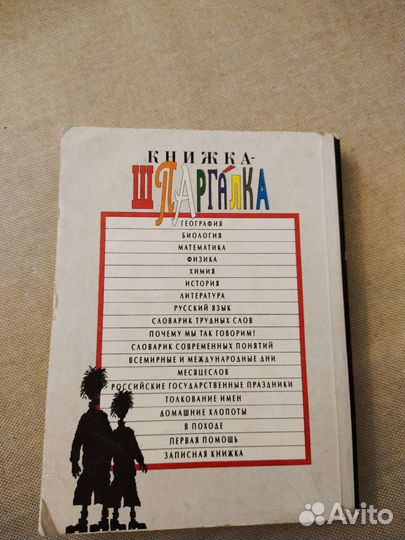 КНИЖКА-
ШПАРГАЛКА
ГЕОГРАФИЯ
БИОЛОГИЯ
МАТЕМАТИКА
ФИЗИКА
ХИМИЯ
ИСТОРИЯ
ЛИТЕРАТУРА
РУССКИЙ ЯЗЫК
СЛОВАРИК ТРУДНЫХ СЛОВ
ПОЧЕМУ МЫ ТАК ГОВОРИМ?
СЛОВАРИК СОВРЕМЕННЫХ ПОНЯТИЙ
ВСЕМИРНЫЕ И МЕЖДУНАРОДНЫЕ ДНИ
МЕСЯЦЕСЛОВ
РОССИЙСКИЕ ГОСУДАРСТВЕННЫЕ ПРАЗДНИКИ
ТОЛКОВАНИЕ ИМЕН
ДОМАШНИЕ ХЛОПОТЫ
В ПОХОДЕ
ПЕРВАЯ ПОМОЩЬ
ЗАПИСНАЯ КНИЖКА
Avito